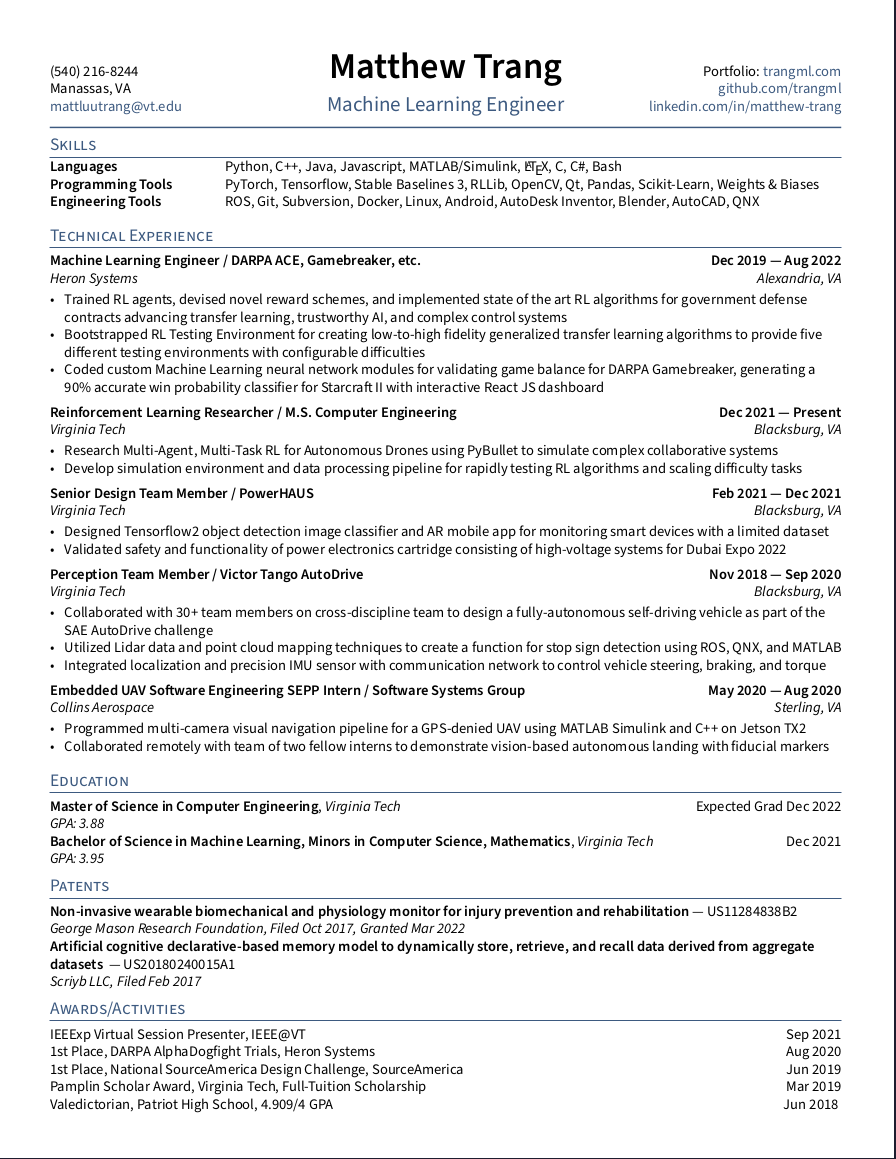 Matthew Trang
Machine Learning Engineer
(540) 216-8244
Manassas, VA
mattluutrang@vt.edu
Portfolio: trangml.com
github.com/trangml
linkedin.com/in/matthew-trang
Skills
Languages Python, C++, Java, Javascript, MATLAB/Simulink, LATEX, C, C#, Bash
Programming Tools PyTorch, Tensorflow, Stable Baselines 3, RLLib, OpenCV, Qt, Pandas, Scikit-Learn, Weights & Biases
Engineering Tools ROS, Git, Subversion, Docker, Linux, Android, AutoDesk Inventor, Blender, AutoCAD, QNX
Technical Experience
Machine Learning Engineer / DARPA ACE, Gamebreaker, etc. Dec 2019 — Aug 2022
Heron Systems Alexandria, VA
• Trained RL agents, devised novel reward schemes, and implemented state of the art RL algorithms for government defense
contracts advancing transfer learning, trustworthy AI, and complex control systems
• Bootstrapped RL Testing Environment for creating low-to-high fidelity generalized transfer learning algorithms to provide five
different testing environments with configurable difficulties
• Coded custom Machine Learning neural network modules for validating game balance for DARPA Gamebreaker, generating a
90% accurate win probability classifier for Starcraft II with interactive React JS dashboard
Reinforcement Learning Researcher / M.S. Computer Engineering Dec 2021 — Present
Virginia Tech Blacksburg, VA
• Research Multi-Agent, Multi-Task RL for Autonomous Drones using PyBullet to simulate complex collaborative systems
• Develop simulation environment and data processing pipeline for rapidly testing RL algorithms and scaling difficulty tasks
Senior Design Team Member / PowerHAUS Feb 2021 — Dec 2021
Virginia Tech Blacksburg, VA
• Designed Tensorflow2 object detection image classifier and AR mobile app for monitoring smart devices with a limited dataset
• Validated safety and functionality of power electronics cartridge consisting of high-voltage systems for Dubai Expo 2022
Perception Team Member / Victor Tango AutoDrive Nov 2018 — Sep 2020
Virginia Tech Blacksburg, VA
• Collaborated with 30+ team members on cross-discipline team to design a fully-autonomous self-driving vehicle as part of the
SAE AutoDrive challenge
• Utilized Lidar data and point cloud mapping techniques to create a function for stop sign detection using ROS, QNX, and MATLAB
• Integrated localization and precision IMU sensor with communication network to control vehicle steering, braking, and torque
Embedded UAV Software Engineering SEPP Intern / Software Systems Group May 2020 — Aug 2020
Collins Aerospace Sterling, VA
• Programmed multi-camera visual navigation pipeline for a GPS-denied UAV using MATLAB Simulink and C++ on Jetson TX2
• Collaborated remotely with team of two fellow interns to demonstrate vision-based autonomous landing with fiducial markers
Education
Master of Science in Computer Engineering, Virginia Tech Expected Grad Dec 2022
GPA: 3.88
Bachelor of Science in Machine Learning, Minors in Computer Science, Mathematics, Virginia Tech Dec 2021
GPA: 3.95
Patents
Non-invasive wearable biomechanical and physiology monitor for injury prevention and rehabilitation — US11284838B2
George Mason Research Foundation, Filed Oct 2017, Granted Mar 2022
Artificial cognitive declarative-based memory model to dynamically store, retrieve, and recall data derived from aggregate
datasets — US20180240015A1
Scriyb LLC, Filed Feb 2017
Awards/Activities
IEEExp Virtual Session Presenter, IEEE@VT Sep 2021
1st Place, DARPA AlphaDogfight Trials, Heron Systems Aug 2020
1st Place, National SourceAmerica Design Challenge, SourceAmerica Jun 2019
Pamplin Scholar Award, Virginia Tech, Full-Tuition Scholarship Mar 2019
Valedictorian, Patriot High School, 4.909/4 GPA Jun 2018